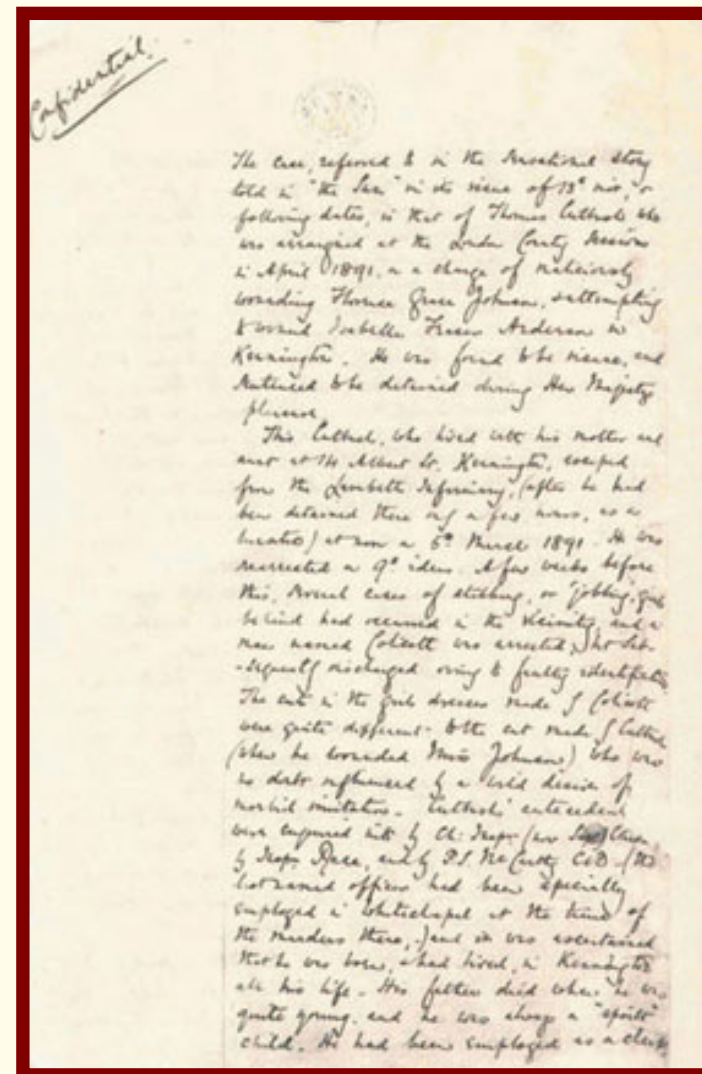 Confidential.
The case, referred to in the sensational story
told in "the Sun" in its issue of 13th inst, &
following dates, is that of Thomas Cutbush who
was arraigned at the London County Sessions
in April 1891, on a charge of maliciously
wounding Florence Grace Johnson, & attempting
to wound Isabella Fraser Anderson in
Kennington. He was found to be insane, and
sentenced to be detained during Her Majesty's
pleasure.
This Cutbush, who lived with his mother and
aunt at 14 Albert St. Kennington, escaped
from the Lambeth Infirmary, (after he had
been detained there only a few hours, as a
lunatic) at noon on 5th March 1891. He was
rearrested on 9th idem. A few weeks before
this, several cases of stabbing, or "jobbing", girls
behind had occurred in the vicinity, and a
man named Colicott was arrested, but sub-
-sequently discharged owing to faulty identification
The cuts in the girls dresses made by Colicott
were quite different to the cut made by Cutbush
(when he wounded Miss Johnson) who was
no doubt influenced by a wild desire of
morbid imitation. Cutbush's antecedents
were enquired into by Ch. Inspr. (now Supt.)
by Inspr. Race, and by P.S. McCarthy C.I.D. - (the
last named officer had been specially
employed in Whitechapel at the time of
the murders there,-) and it was ascertained
that he was born, & had lived, in Kennington
all his life. His father died when he was
quite young, and he was always a "spoilt"
child. He had been employed as a clerk